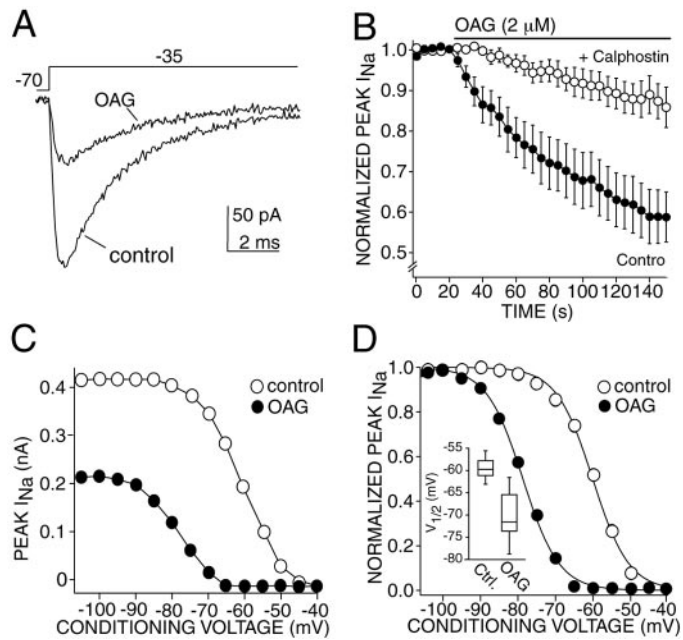 A
-35
-70
OAG
control
50 pA
2 ms
B
OAG (2 μM)
+ Calphostin
Contro
NORMALIZED PEAK INa
1.0
0.9
0.8
0.7
0.6
0.5
0 20 40 60 80 100 120 140
TIME (s)
C
control
OAG
PEAK INa (nA)
0.4
0.3
0.2
0.1
0
-100 -90 -80 -70 -60 -50 -40
CONDITIONING VOLTAGE (mV)
D
control
OAG
NORMALIZED PEAK INa
1.0
0.8
0.6
0.4
0.2
0.0
V1/2 (mV)
-55
-60
-65
-70
-75
-80
Ctrl. OAG
-100 -90 -80 -70 -60 -50 -40
CONDITIONING VOLTAGE (mV)